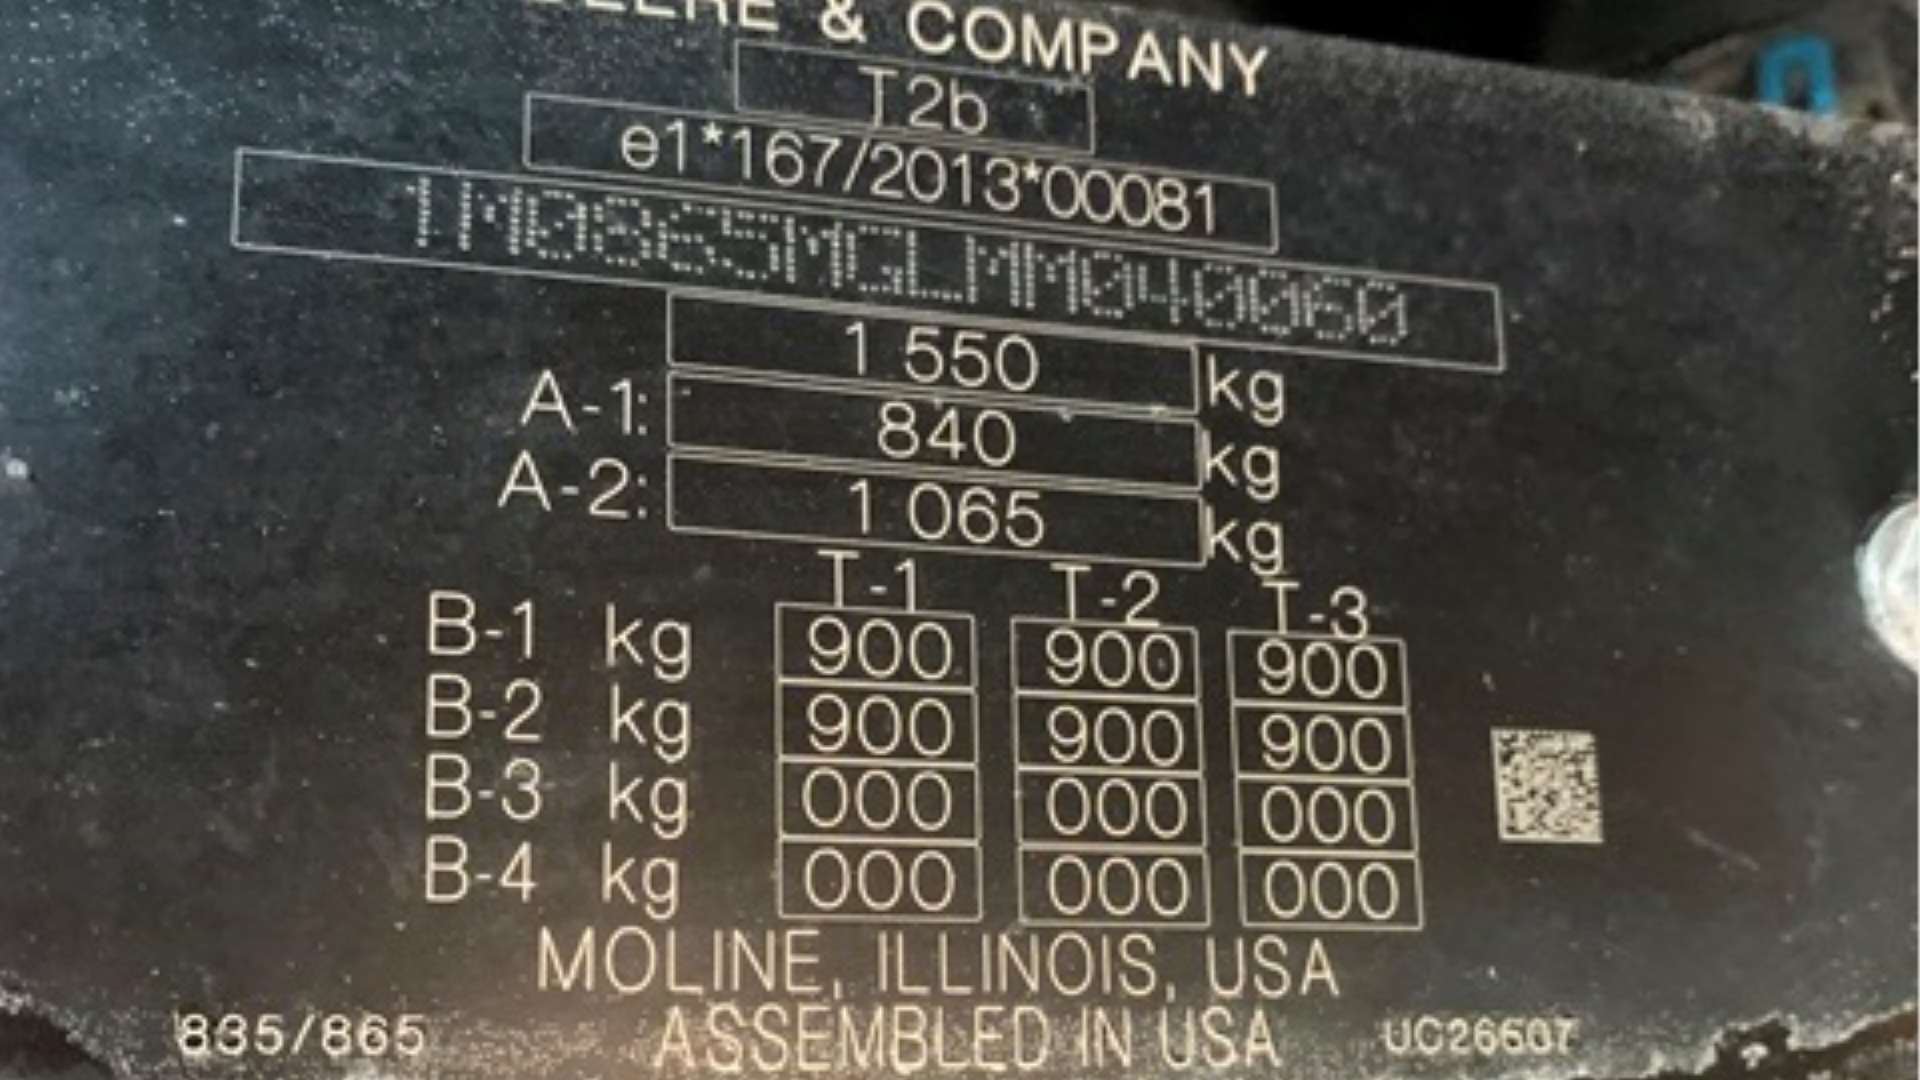 DEERE & COMPANY
T2b
e1*167/2013*00081
1M0865MGLMM040060
1 550 kg
A-1: 840 kg
A-2: 1 065 kg
T-1 T-2 T-3
B-1 kg 900 900 900
B-2 kg 900 900 900
B-3 kg 000 000 000
B-4 kg 000 000 000
MOLINE, ILLINOIS, USA
835/865 ASSEMBLED IN USA UC26607